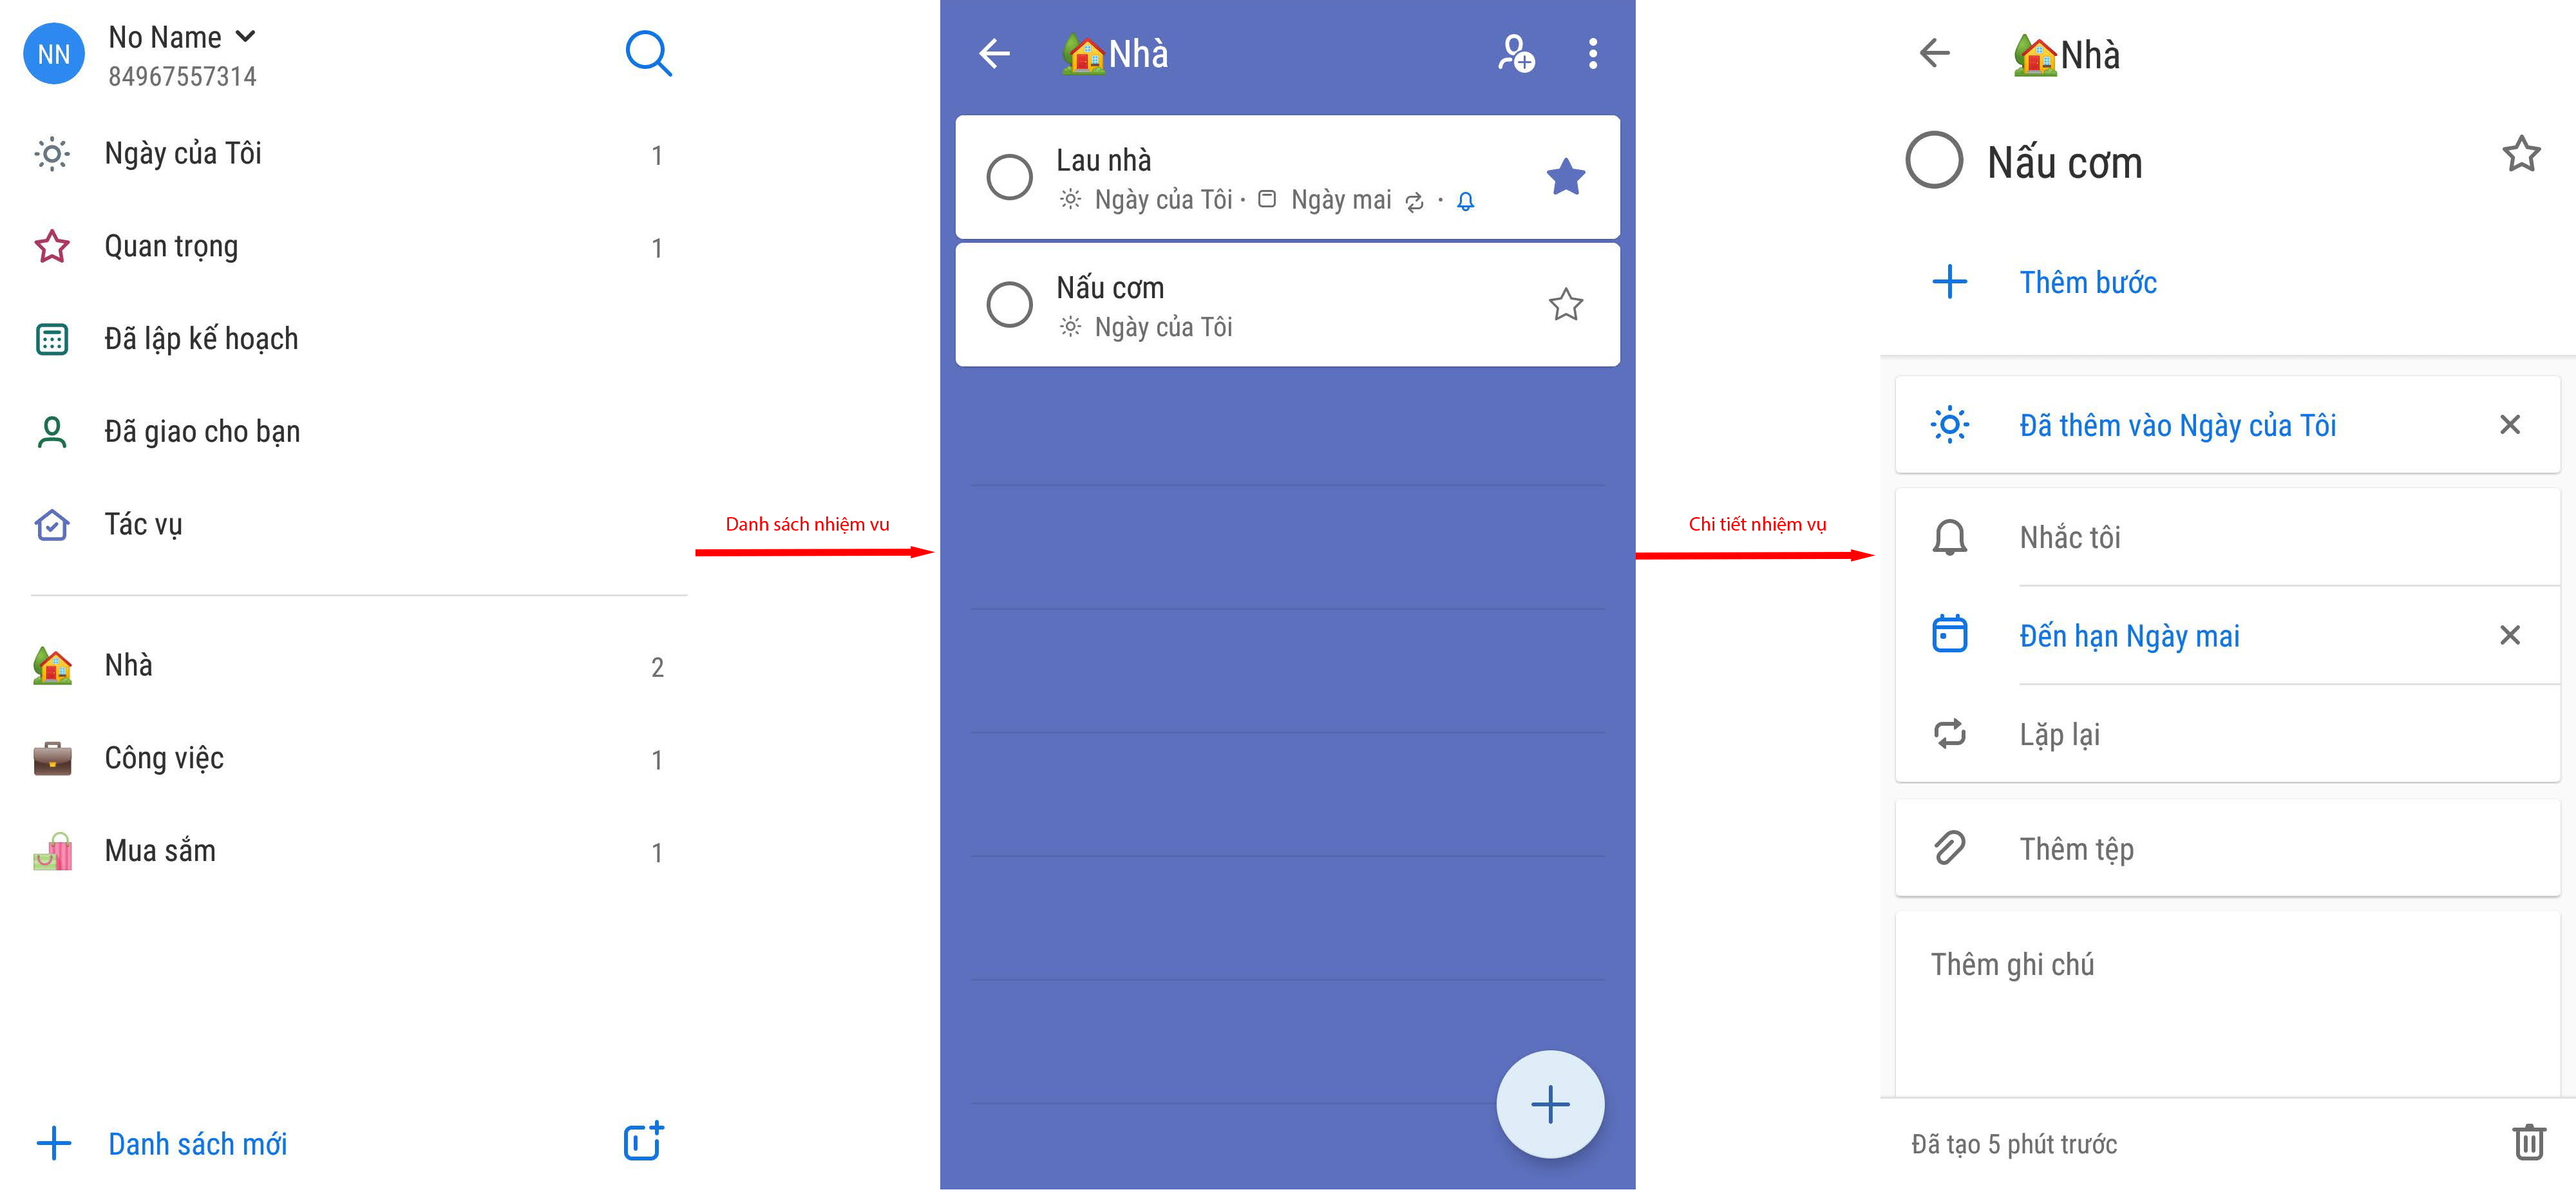 NN
No Name
84967557314
Ngày của Tôi 1
Quan trọng 1
Đã lập kế hoạch
Đã giao cho bạn
Tác vụ
Nhà 2
Công việc 1
Mua sắm 1
Danh sách mới
Danh sách nhiệm vu
Nhà
Lau nhà
Ngày của Tôi · Ngày mai ·
Nấu cơm
Ngày của Tôi
Chi tiết nhiệm vụ
Nhà
Nấu cơm
Thêm bước
Đã thêm vào Ngày của Tôi
Nhắc tôi
Đến hạn Ngày mai
Lặp lại
Thêm tệp
Thêm ghi chú
Đã tạo 5 phút trước